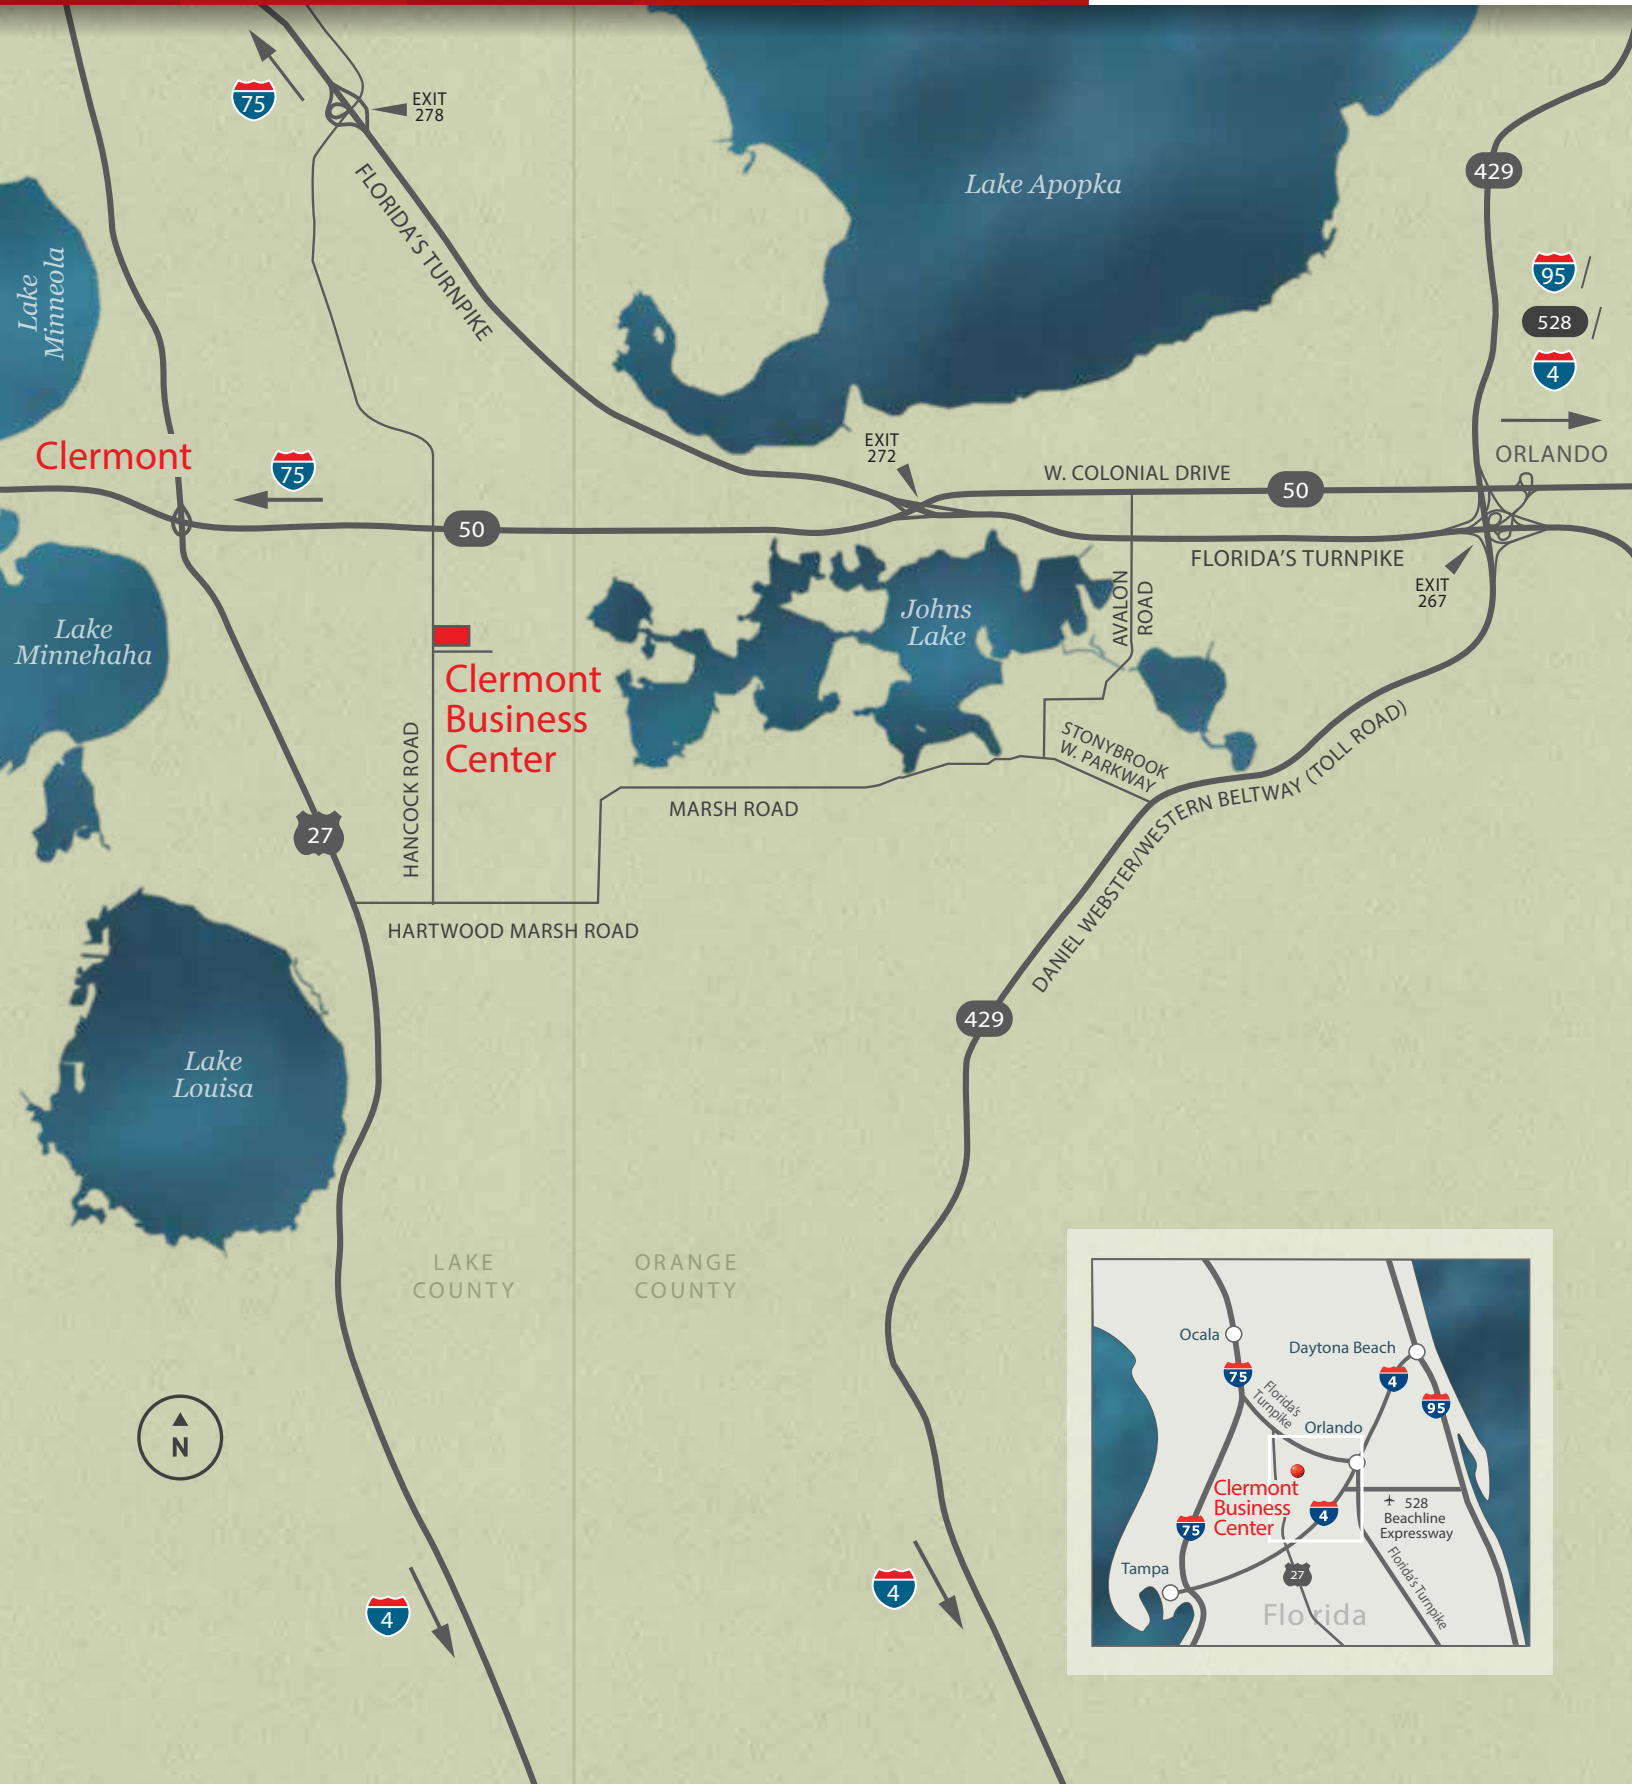 75
EXIT
278
FLORIDA'S TURNPIKE
Lake Apopka
429
Lake
Minneola
95 /
528 /
4
ORLANDO
Clermont
75
EXIT
272
W. COLONIAL DRIVE
50
50
FLORIDA'S TURNPIKE
EXIT
267
AVALON
ROAD
Johns
Lake
Lake
Minnehaha
Clermont
Business
Center
HANCOCK ROAD
STONYBROOK
W. PARKWAY
MARSH ROAD
DANIEL WEBSTER/WESTERN BELTWAY (TOLL ROAD)
27
HARTWOOD MARSH ROAD
429
Lake
Louisa
LAKE
COUNTY
ORANGE
COUNTY
N
4
4
Ocala
Daytona Beach
75
4
95
Florida's
Turnpike
Orlando
Clermont
Business
Center
4
75
528
Beachline
Expressway
Tampa
27
Florida's Turnpike
Florida